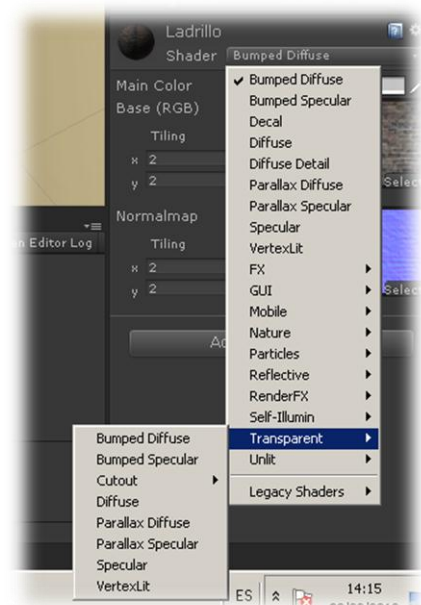 Ladrillo
Shader Bumped Diffuse
Main Color
Base (RGB)
Tiling
x 2
y 2
Select
Normalmap
Tiling
x 2
y 2
Selec
n Editor Log
Ac
✓ Bumped Diffuse
Bumped Specular
Decal
Diffuse
Diffuse Detail
Parallax Diffuse
Parallax Specular
Specular
VertexLit
FX
GUI
Mobile
Nature
Particles
Reflective
RenderFX
Self-Illumin
Transparent
Unlit
Legacy Shaders
Bumped Diffuse
Bumped Specular
Cutout
Diffuse
Parallax Diffuse
Parallax Specular
Specular
VertexLit
ES
14:15